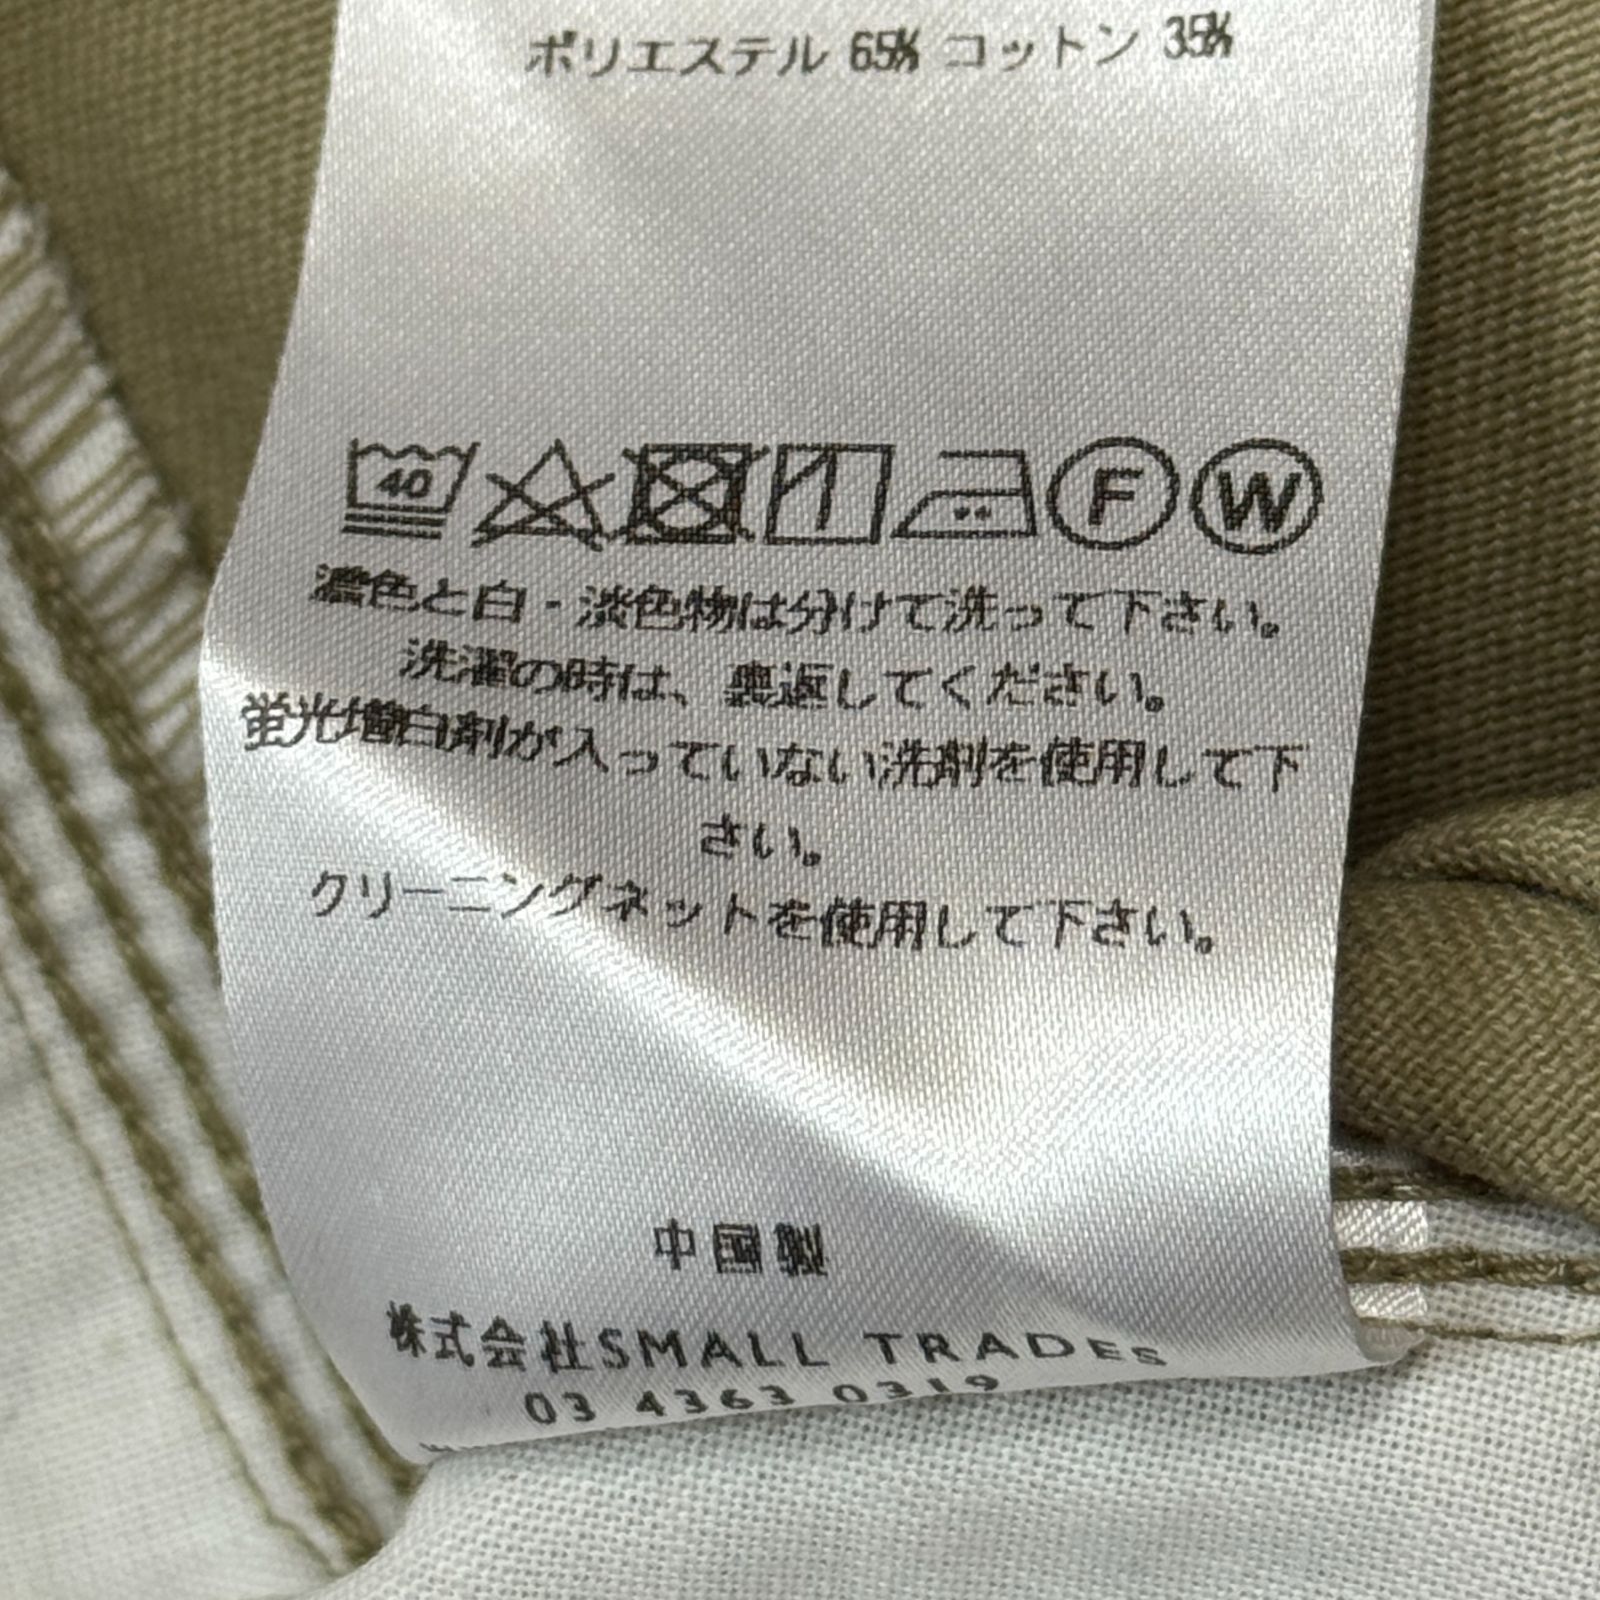 ポリエステル 65% コットン 35%
40 F W
濃色と白・淡色物は分けて洗って下さい。
洗濯の時は、裏返してください。
蛍光増白剤が入っていない洗剤を使用して下
さい。
クリーニングネットを使用して下さい。
中国製
株式会社SMALL TRADES
03 4363 0319